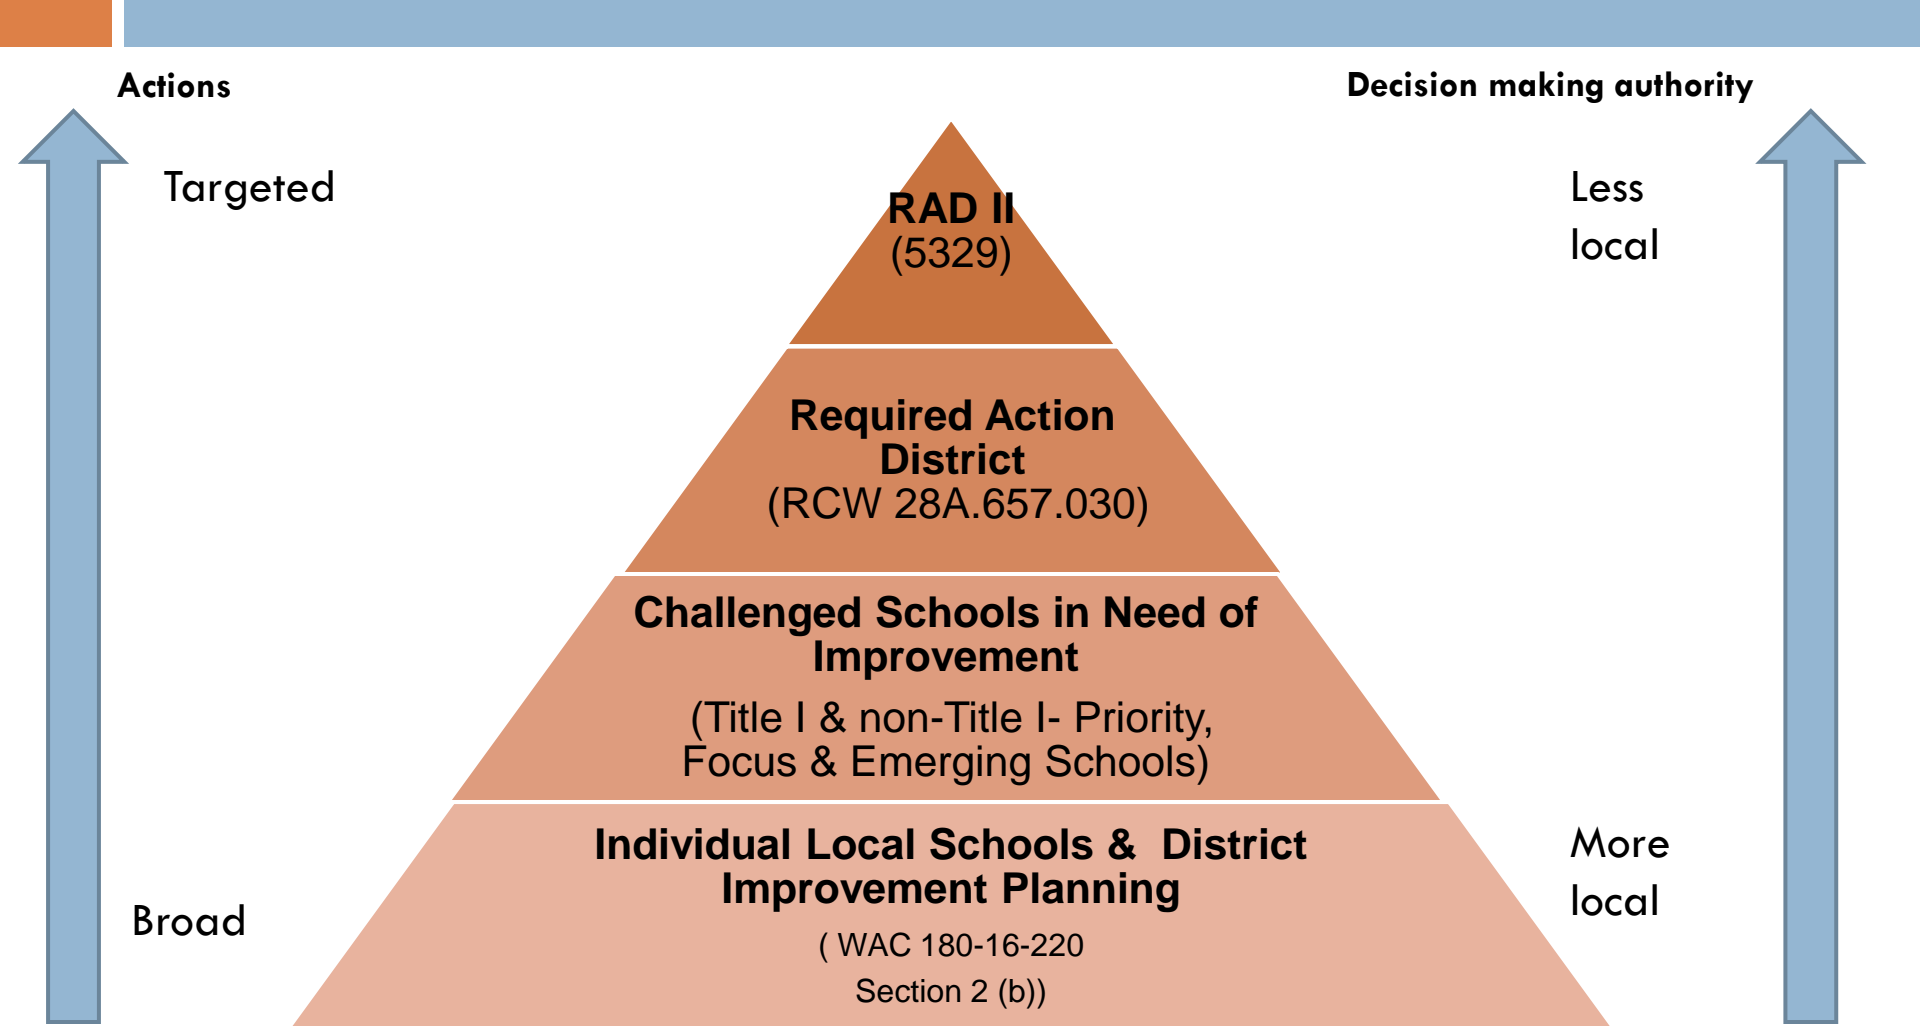 Actions
Decision making authority
Targeted
Less
local
RAD II
(5329)
Required Action
District
(RCW 28A.657.030)
Challenged Schools in Need of
Improvement
(Title I & non-Title I- Priority,
Focus & Emerging Schools)
Individual Local Schools &  District
Improvement Planning
( WAC 180-16-220
Section 2 (b))
Broad
More
local